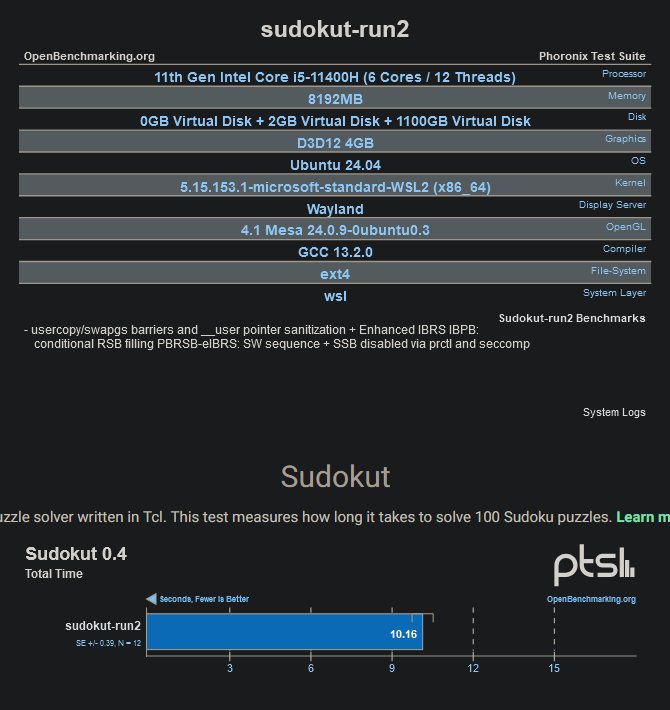 sudokut-run2
OpenBenchmarking.org Phoronix Test Suite
11th Gen Intel Core i5-11400H (6 Cores / 12 Threads) Processor
8192MB Memory
0GB Virtual Disk + 2GB Virtual Disk + 1100GB Virtual Disk Disk
D3D12 4GB Graphics
Ubuntu 24.04 OS
5.15.153.1-microsoft-standard-WSL2 (x86_64) Kernel
Wayland Display Server
4.1 Mesa 24.0.9-0ubuntu0.3 OpenGL
GCC 13.2.0 Compiler
ext4 File-System
wsl System Layer
Sudokut-run2 Benchmarks
- usercopy/swapgs barriers and __user pointer sanitization + Enhanced IBRS IBPB:
conditional RSB filling PBRSB-eIBRS: SW sequence + SSB disabled via prctl and seccomp
System Logs
Sudokut
uzzle solver written in Tcl. This test measures how long it takes to solve 100 Sudoku puzzles. Learn m
Sudokut 0.4
Total Time
ptsl
Seconds, Fewer Is Better OpenBenchmarking.org
sudokut-run2
SE +/- 0.39, N = 12
10.16
3 6 9 12 15